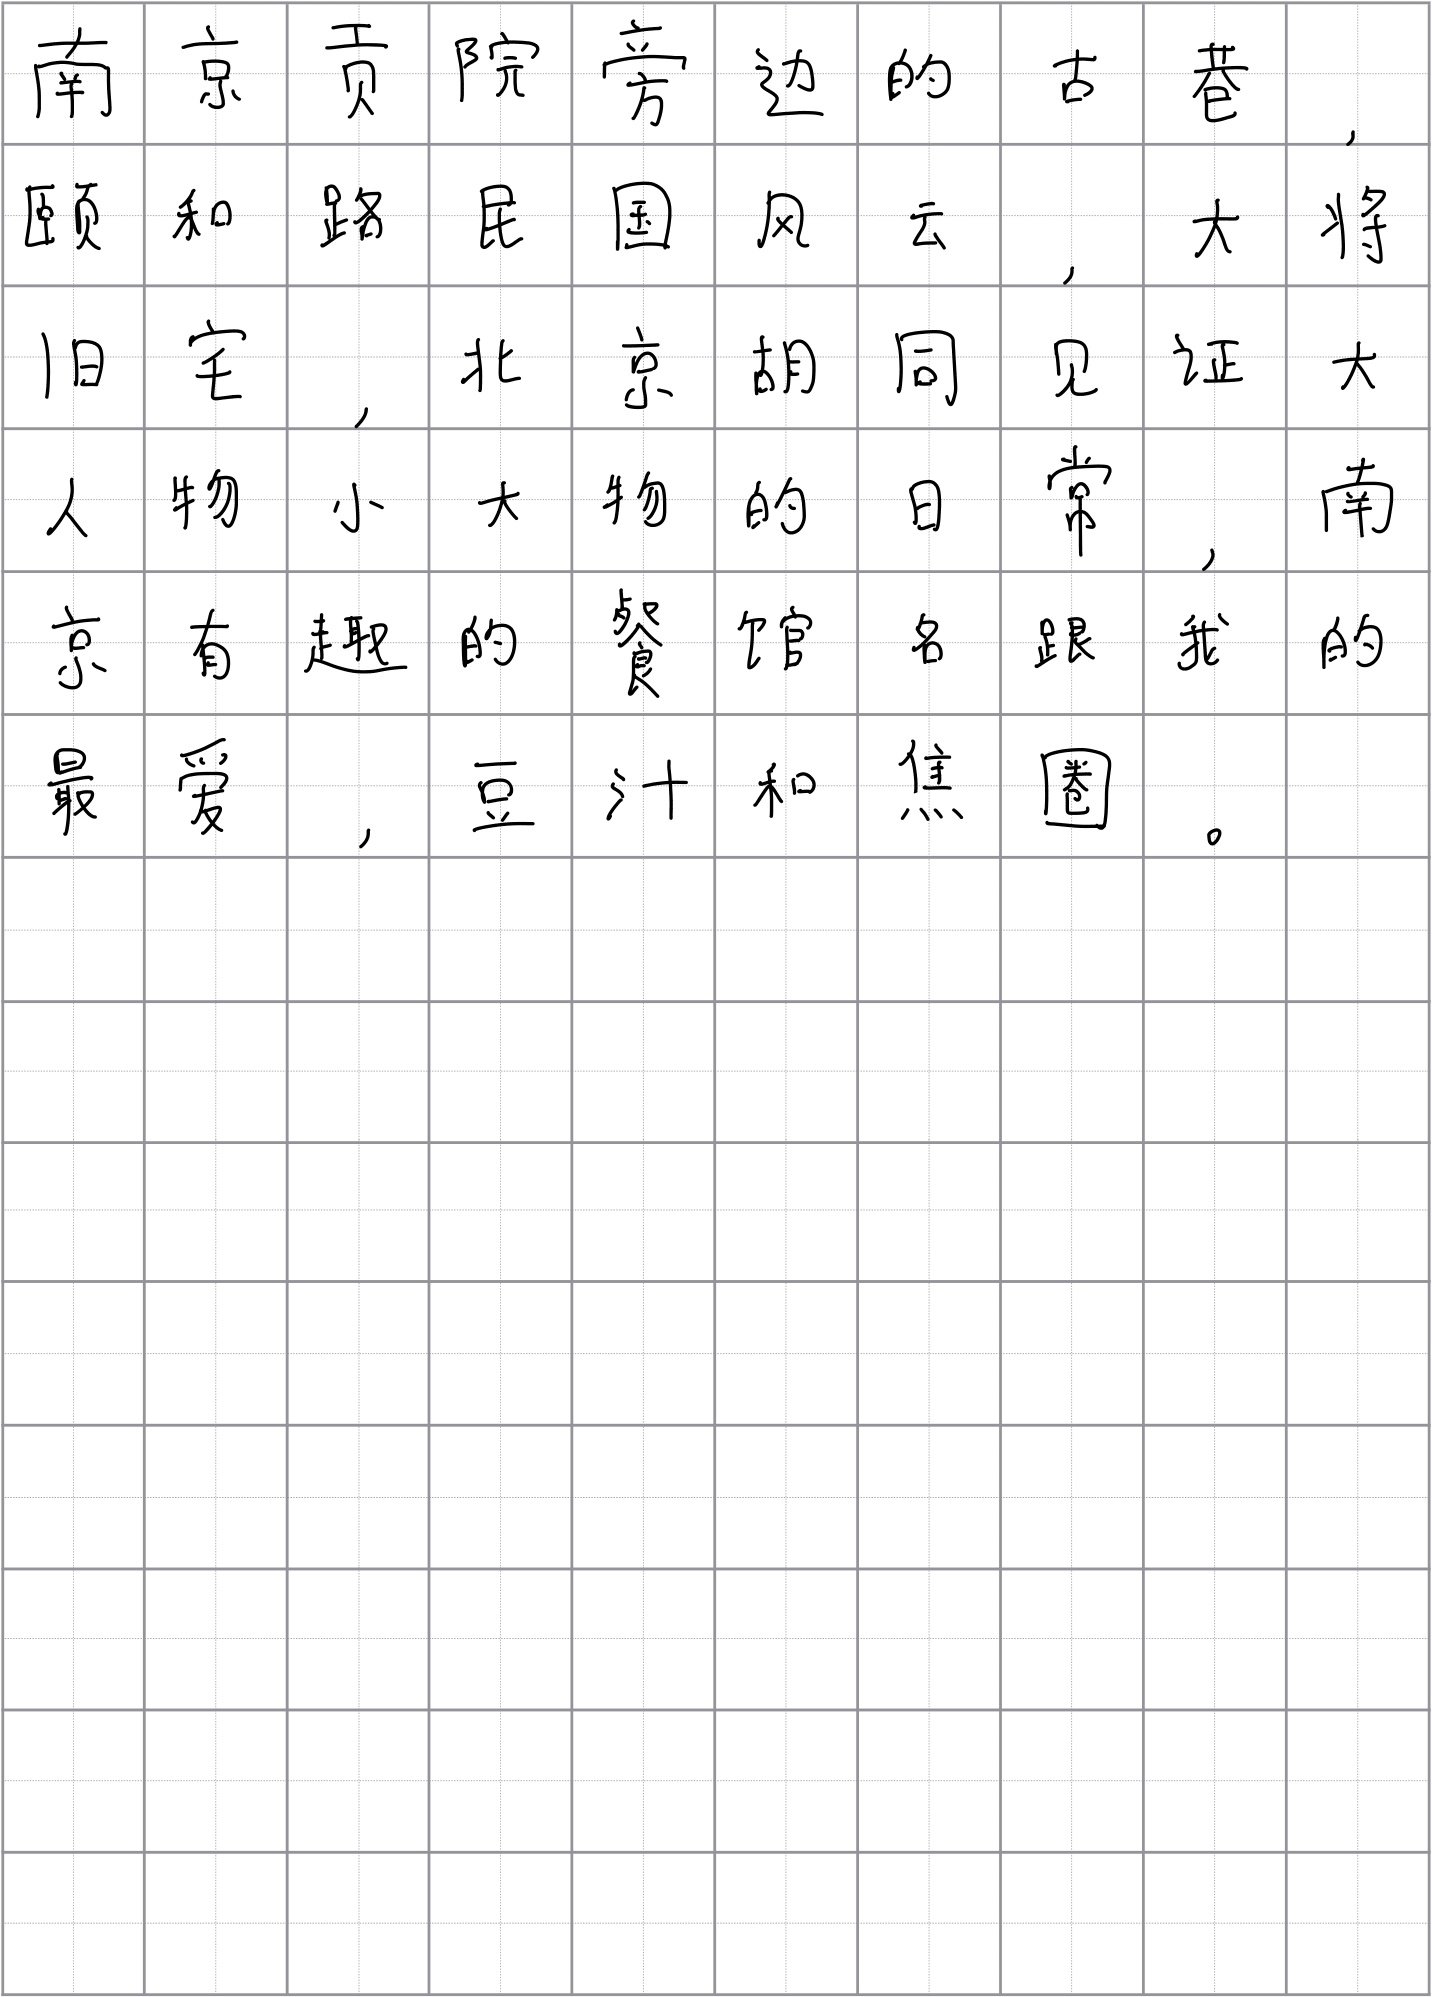 南京贡院旁边的古巷，
颐和路民国风云，大将
旧宅，北京胡同见证大
人物小大物的日常，南
京有趣的餐馆名跟我的
最爱，豆汁和焦圈。